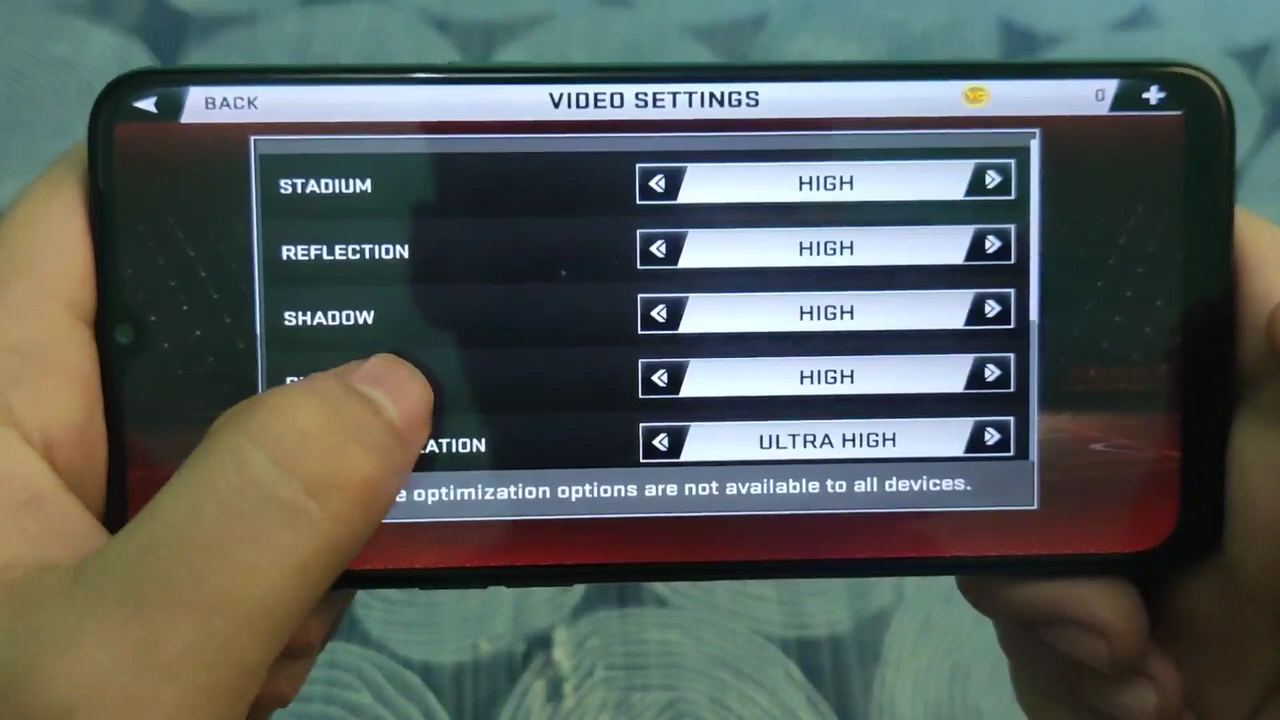 BACK
VIDEO SETTINGS
VC
0
STADIUM
HIGH
REFLECTION
HIGH
SHADOW
HIGH
HIGH
ULTRA HIGH
optimization options are not available to all devices.